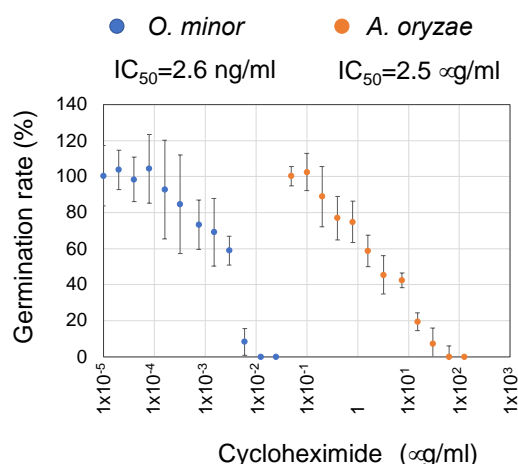 O. minor A. oryzae
IC₅₀=2.6 ng/ml IC₅₀=2.5 ∝g/ml
Germination rate (%)
140
120
100
80
60
40
20
0
1x10⁻⁵
1x10⁻⁴
1x10⁻³
1x10⁻²
1x10⁻¹
1
1x10¹
1x10²
1x10³
Cycloheximide (∝g/ml)